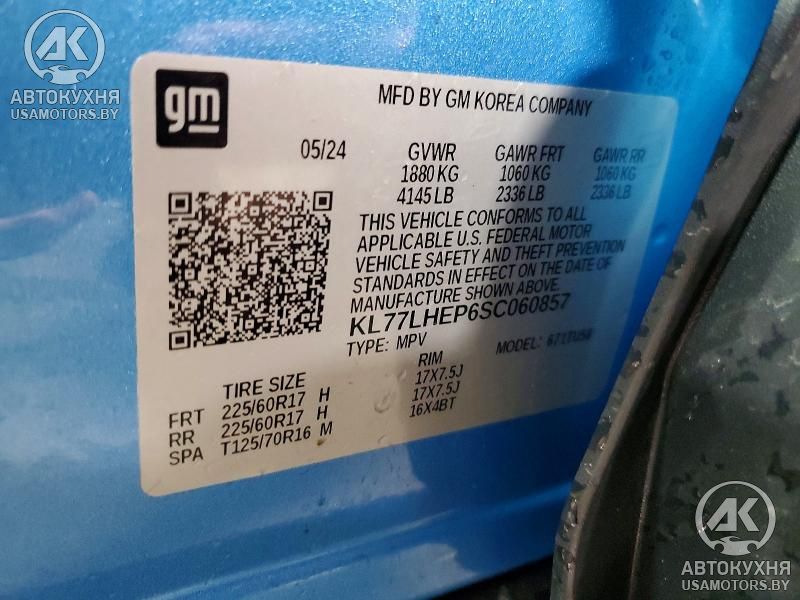 АК
АВТОКУХНЯ
USAMOTORS.BY
gm
MFD BY GM KOREA COMPANY
05/24
GVWR GAWR FRT GAWR RR
1880 KG 1060 KG 1060 KG
4145 LB 2336 LB 2336 LB
THIS VEHICLE CONFORMS TO ALL
APPLICABLE U.S. FEDERAL MOTOR
VEHICLE SAFETY AND THEFT PREVENTION
STANDARDS IN EFFECT ON THE DATE OF
MANUFACTURE SHOWN ABOVE.
KL77LHEP6SC060857
TYPE: MPV MODEL: 671TU58
TIRE SIZE RIM
FRT 225/60R17 H 17X7.5J
RR 225/60R17 H 17X7.5J
SPA T125/70R16 M 16X4BT
АК
АВТОКУХНЯ
USAMOTORS.BY